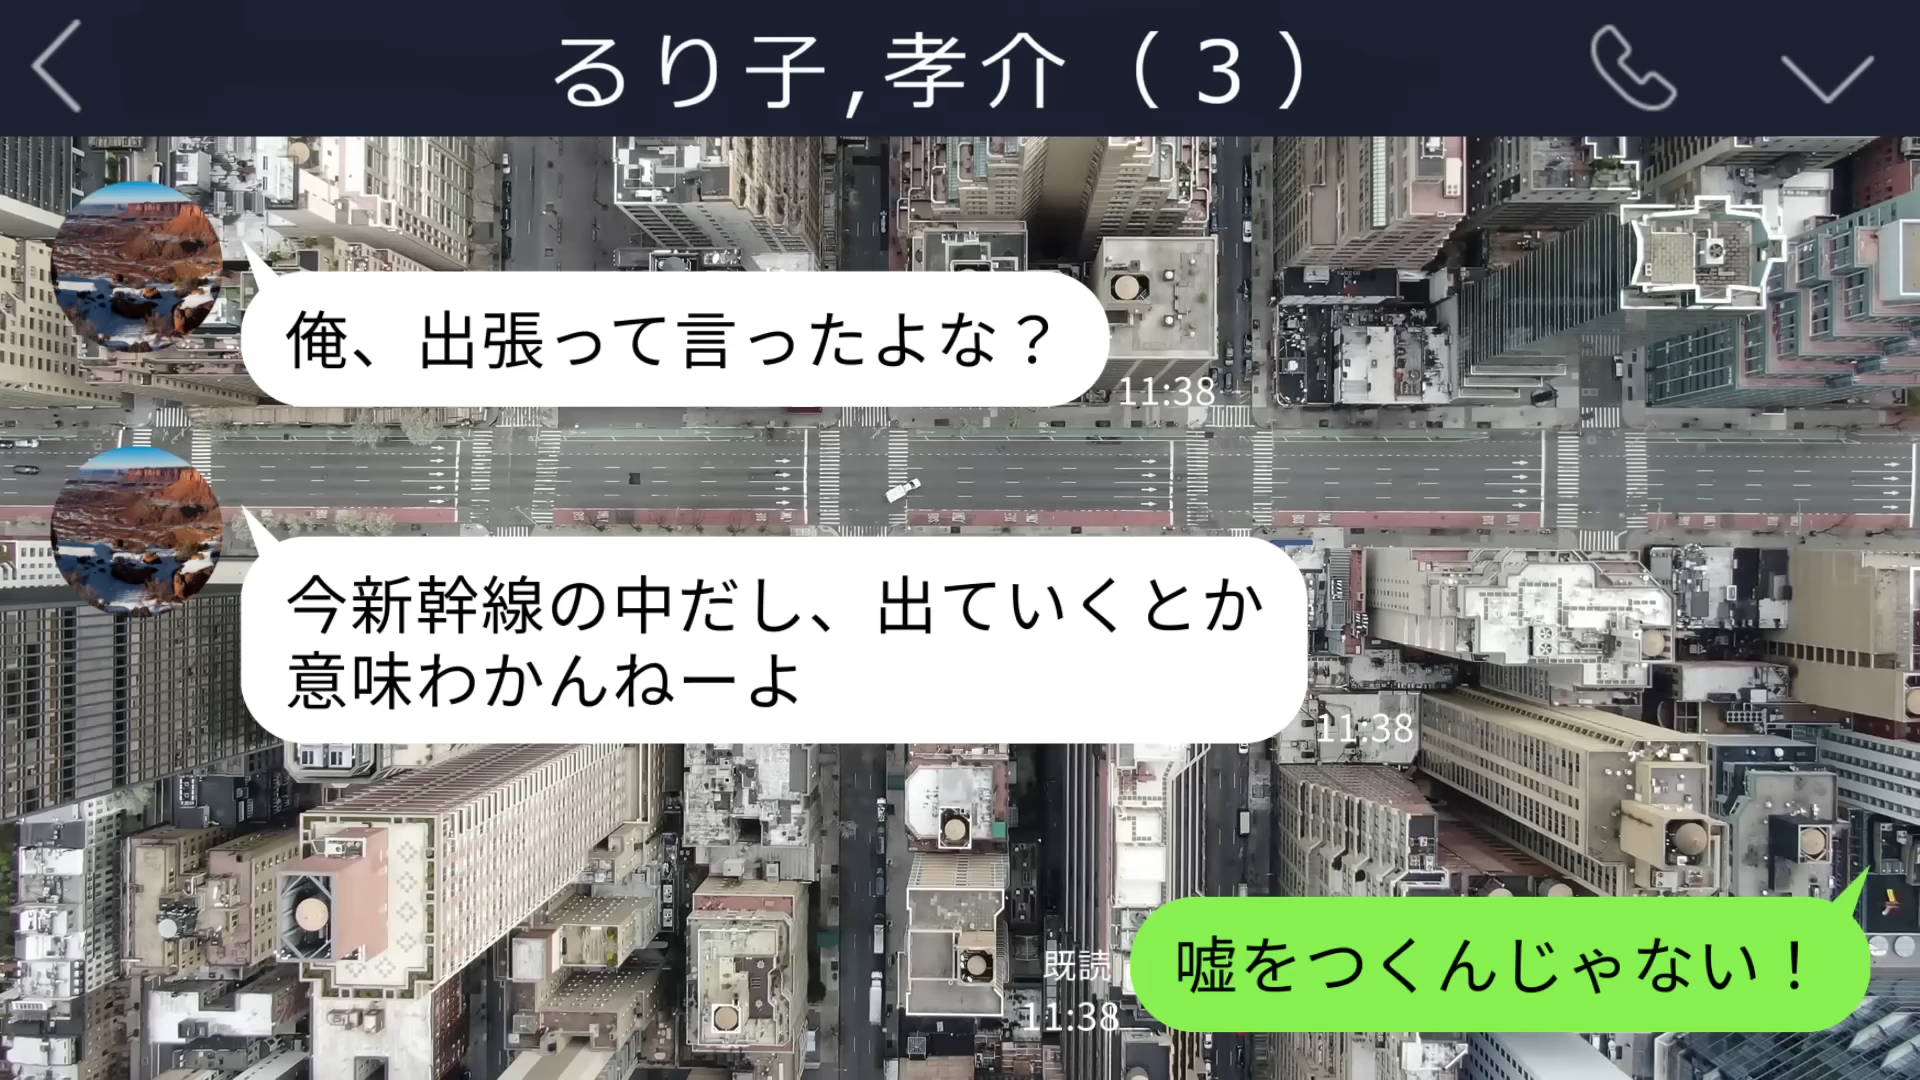 るり子,孝介（3）
俺、出張って言ったよな？
11:38
今新幹線の中だし、出ていくとか
意味わかんねーよ
11:38
嘘をつくんじゃない！
既読
11:38